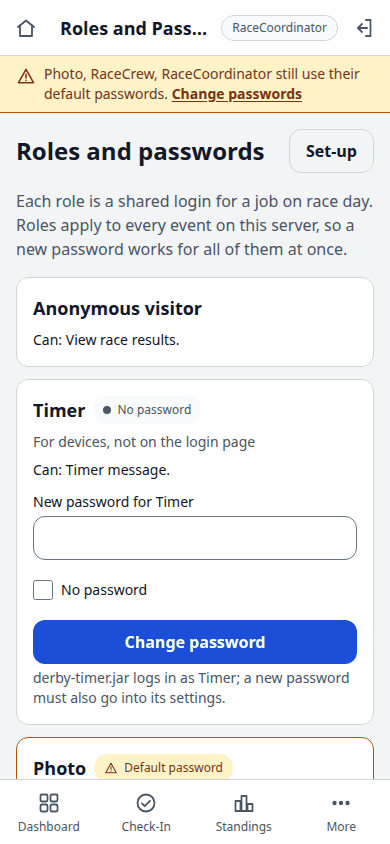 Roles and Pass...
RaceCoordinator
Photo, RaceCrew, RaceCoordinator still use their
default passwords. Change passwords
Roles and passwords
Set-up
Each role is a shared login for a job on race day.
Roles apply to every event on this server, so a
new password works for all of them at once.
Anonymous visitor
Can: View race results.
Timer
No password
For devices, not on the login page
Can: Timer message.
New password for Timer
No password
Change password
derby-timer.jar logs in as Timer; a new password
must also go into its settings.
Photo
Default password
Dashboard
Check-In
Standings
More